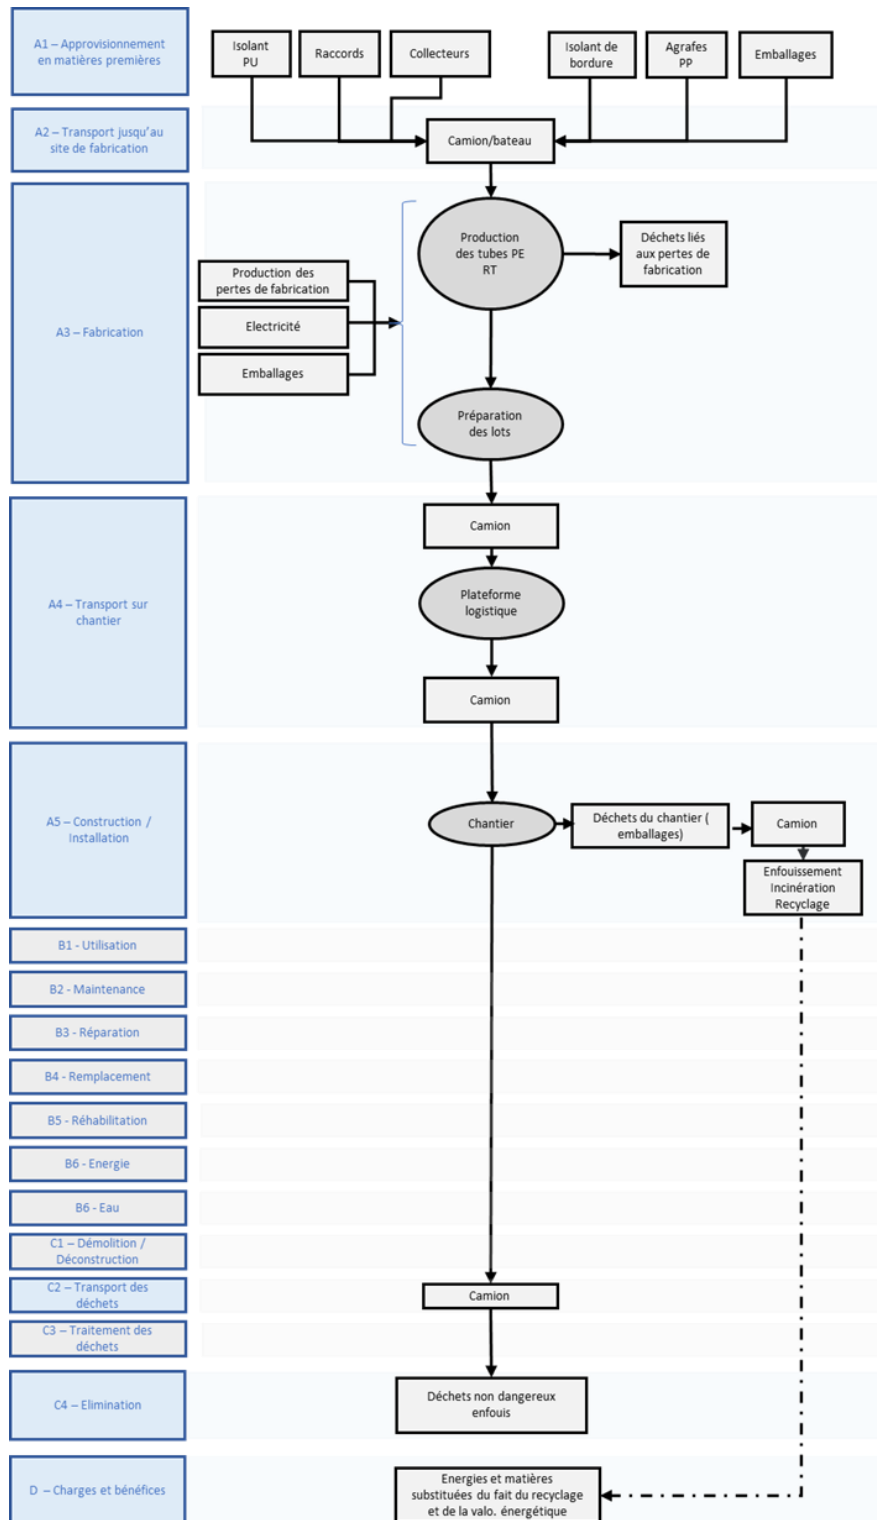 A1 – Approvisionnement
en matières premières
Isolant
PU
Raccords
Collecteurs
Isolant de
bordure
Agrafes
PP
Emballages
A2 – Transport jusqu'au
site de fabrication
Camion/bateau
A3 – Fabrication
Production
des tubes PE
RT
Déchets liés
aux pertes de
fabrication
Production des
pertes de fabrication
Electricité
Emballages
Préparation
des lots
A4 – Transport sur
chantier
Camion
Plateforme
logistique
Camion
A5 – Construction /
Installation
Chantier
Déchets du chantier (
emballages)
Camion
Enfouissement
Incinération
Recyclage
B1 - Utilisation
B2 - Maintenance
B3 - Réparation
B4 - Remplacement
B5 - Réhabilitation
B6 - Energie
B6 - Eau
C1 – Démolition /
Déconstruction
C2 – Transport des
déchets
Camion
C3 – Traitement des
déchets
C4 – Elimination
Déchets non dangereux
enfouis
D – Charges et bénéfices
Energies et matières
substituées du fait du recyclage
et de la valo. énergétique